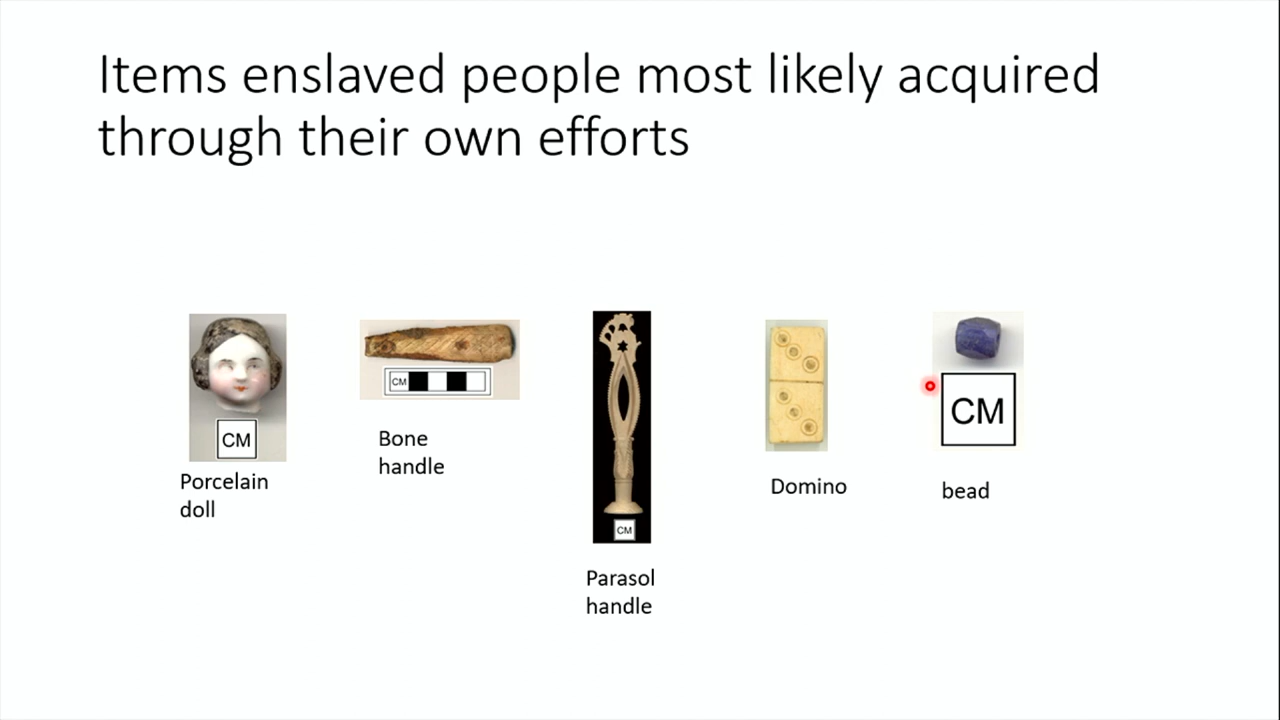 Items enslaved people most likely acquired
through their own efforts
CM
Porcelain
doll
CM
Bone
handle
CM
Parasol
handle
Domino
CM
bead